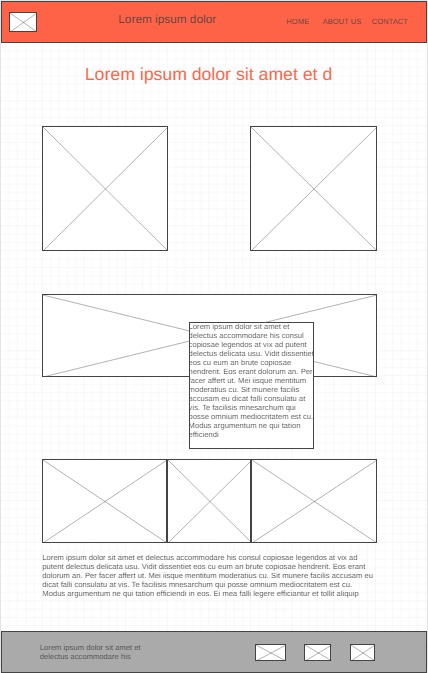 Lorem ipsum dolor
HOME ABOUT US CONTACT
Lorem ipsum dolor sit amet et d
Lorem ipsum dolor sit amet et
delectus accommodare his consul
copiosae legendos at vix ad putent
delectus delicata usu. Vidit dissentiet
eos cu eum an brute copiosae
hendrerit. Eos erant dolorum an. Per
facer affert ut. Mei iisque mentitum
moderatius cu. Sit munere facilis
accusam eu dicat falli consulatu at
vis. Te facilisis mnesarchum qui
posse omnium mediocritatem est cu.
Modus argumentum ne qui tation
efficiendi
Lorem ipsum dolor sit amet et delectus accommodare his consul copiosae legendos at vix ad
putent delectus delicata usu. Vidit dissentiet eos cu eum an brute copiosae hendrerit. Eos erant
dolorum an. Per facer affert ut. Mei iisque mentitum moderatius cu. Sit munere facilis accusam eu
dicat falli consulatu at vis. Te facilisis mnesarchum qui posse omnium mediocritatem est cu.
Modus argumentum ne qui tation efficiendi in eos. Ei mea falli legere efficiantur et tollit aliquip
Lorem ipsum dolor sit amet et
delectus accommodare his